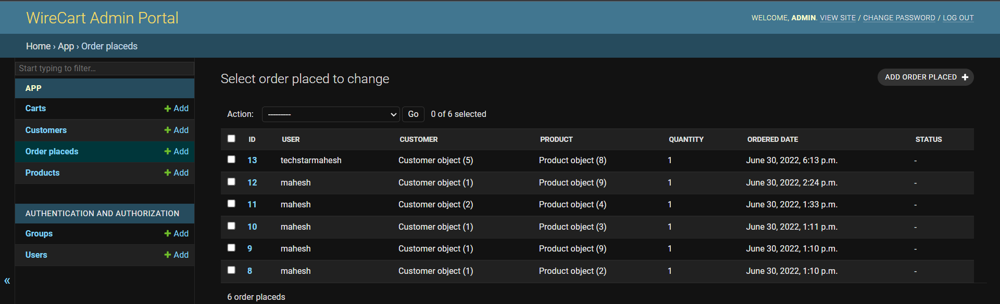 WireCart Admin Portal
WELCOME, ADMIN. VIEW SITE / CHANGE PASSWORD / LOG OUT
Home › App › Order placeds
Start typing to filter...
APP
Carts + Add
Customers + Add
Order placeds + Add
Products + Add
AUTHENTICATION AND AUTHORIZATION
Groups + Add
Users + Add
«
Select order placed to change
ADD ORDER PLACED +
Action: --------- Go 0 of 6 selected
ID USER CUSTOMER PRODUCT QUANTITY ORDERED DATE STATUS
13 techstarmahesh Customer object (5) Product object (8) 1 June 30, 2022, 6:13 p.m. -
12 mahesh Customer object (1) Product object (9) 1 June 30, 2022, 2:24 p.m. -
11 mahesh Customer object (2) Product object (4) 1 June 30, 2022, 1:33 p.m. -
10 mahesh Customer object (1) Product object (3) 1 June 30, 2022, 1:11 p.m. -
9 mahesh Customer object (1) Product object (9) 1 June 30, 2022, 1:10 p.m. -
8 mahesh Customer object (1) Product object (2) 1 June 30, 2022, 1:10 p.m. -
6 order placeds